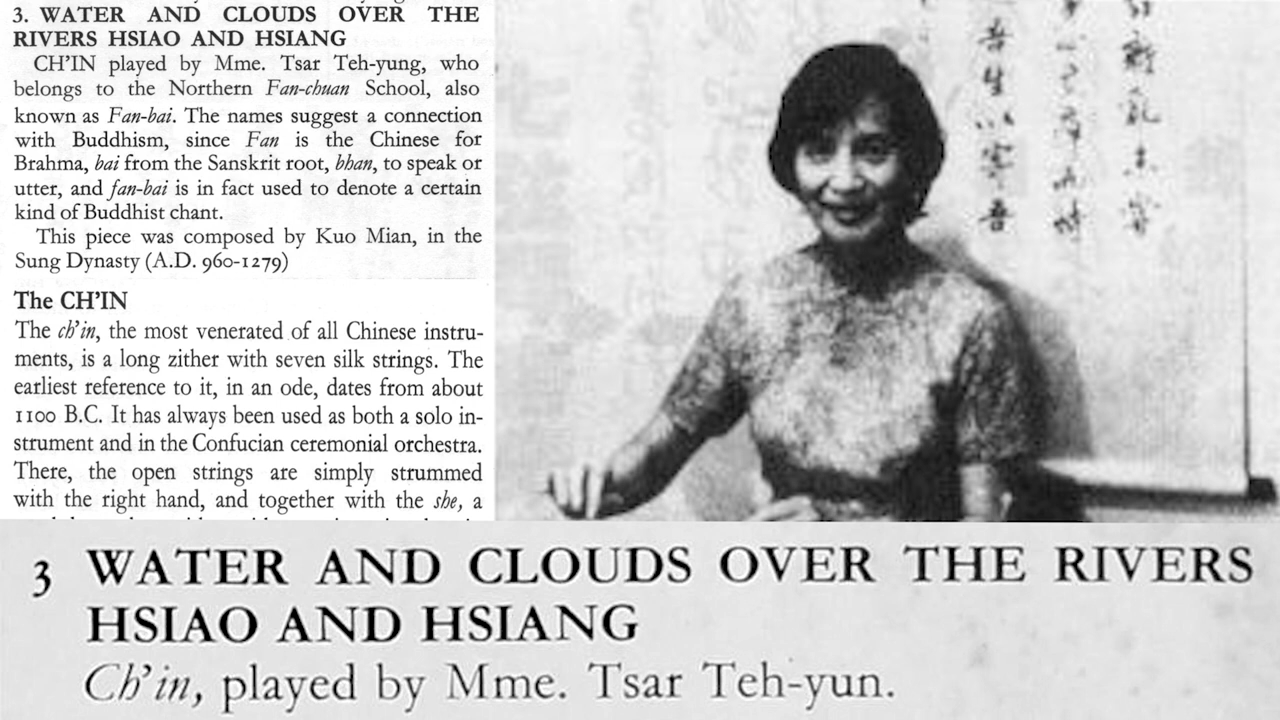 3. WATER AND CLOUDS OVER THE
RIVERS HSIAO AND HSIANG
CH'IN played by Mme. Tsar Teh-yung, who
belongs to the Northern Fan-chuan School, also
known as Fan-bai. The names suggest a connection
with Buddhism, since Fan is the Chinese for
Brahma, bai from the Sanskrit root, bhan, to speak or
utter, and fan-bai is in fact used to denote a certain
kind of Buddhist chant.
This piece was composed by Kuo Mian, in the
Sung Dynasty (A.D. 960-1279)
The CH'IN
The ch'in, the most venerated of all Chinese instru-
ments, is a long zither with seven silk strings. The
earliest reference to it, in an ode, dates from about
1100 B.C. It has always been used as both a solo in-
strument and in the Confucian ceremonial orchestra.
There, the open strings are simply strummed
with the right hand, and together with the she, a
3 WATER AND CLOUDS OVER THE RIVERS
HSIAO AND HSIANG
Ch'in, played by Mme. Tsar Teh-yun.